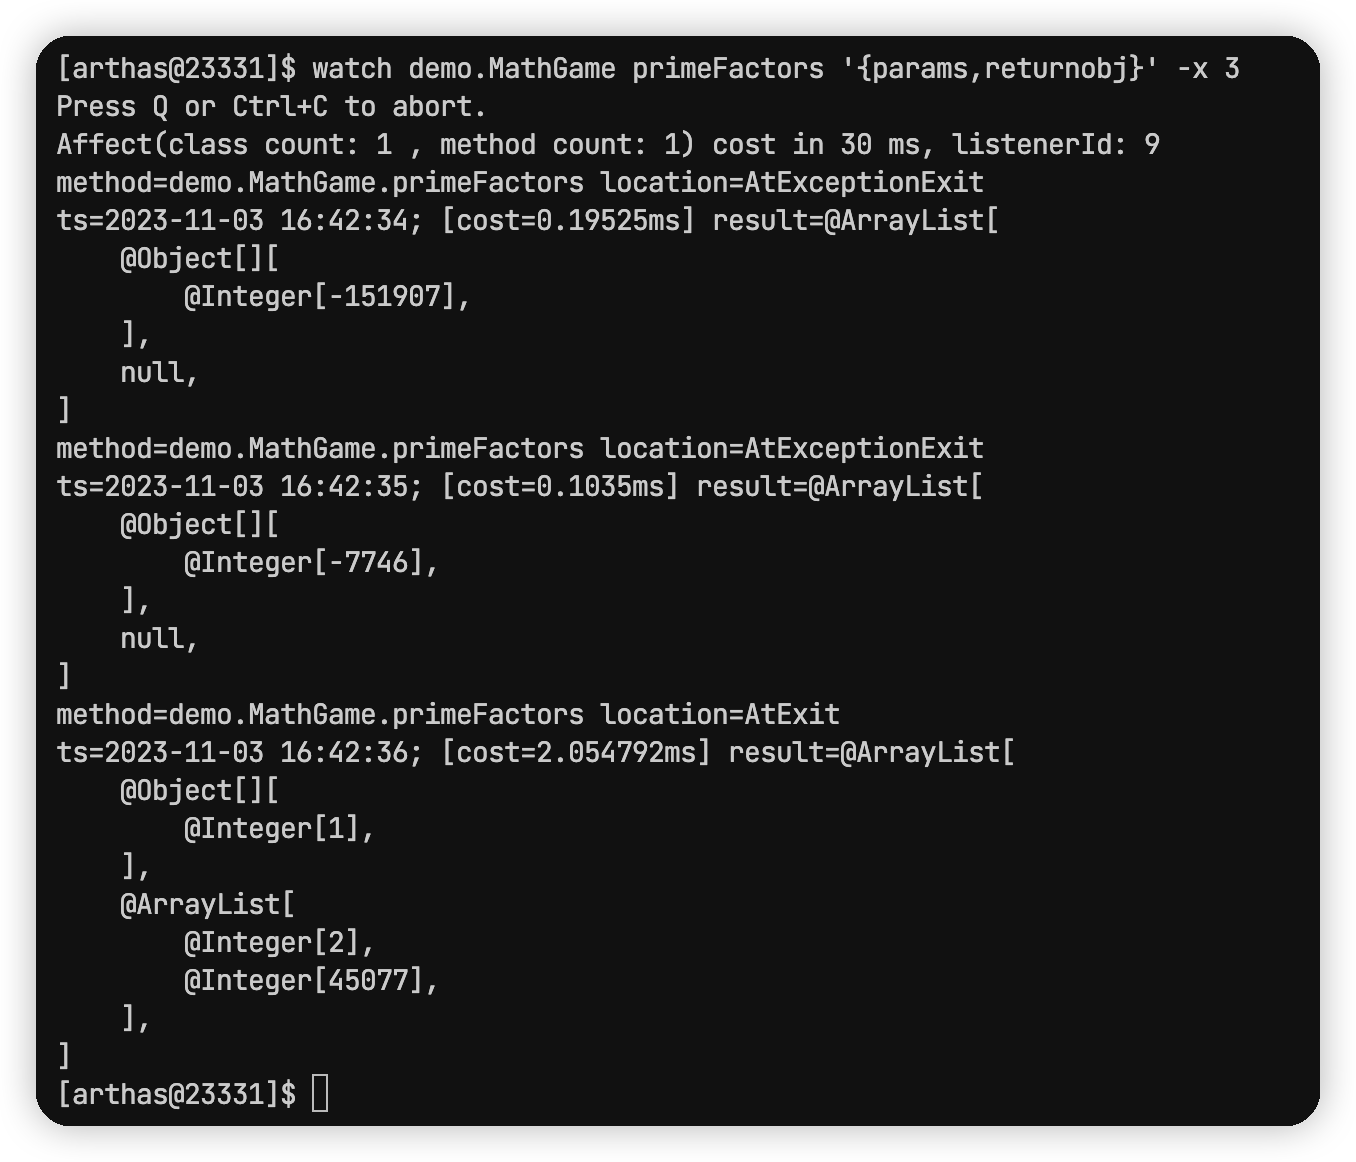 [arthas@23331]$ watch demo.MathGame primeFactors '{params,returnobj}' -x 3
Press Q or Ctrl+C to abort.
Affect(class count: 1 , method count: 1) cost in 30 ms, listenerId: 9
method=demo.MathGame.primeFactors location=AtExceptionExit
ts=2023-11-03 16:42:34; [cost=0.19525ms] result=@ArrayList[
    @Object[][
        @Integer[-151907],
    ],
    null,
]
method=demo.MathGame.primeFactors location=AtExceptionExit
ts=2023-11-03 16:42:35; [cost=0.1035ms] result=@ArrayList[
    @Object[][
        @Integer[-7746],
    ],
    null,
]
method=demo.MathGame.primeFactors location=AtExit
ts=2023-11-03 16:42:36; [cost=2.054792ms] result=@ArrayList[
    @Object[][
        @Integer[1],
    ],
    @ArrayList[
        @Integer[2],
        @Integer[45077],
    ],
]
[arthas@23331]$